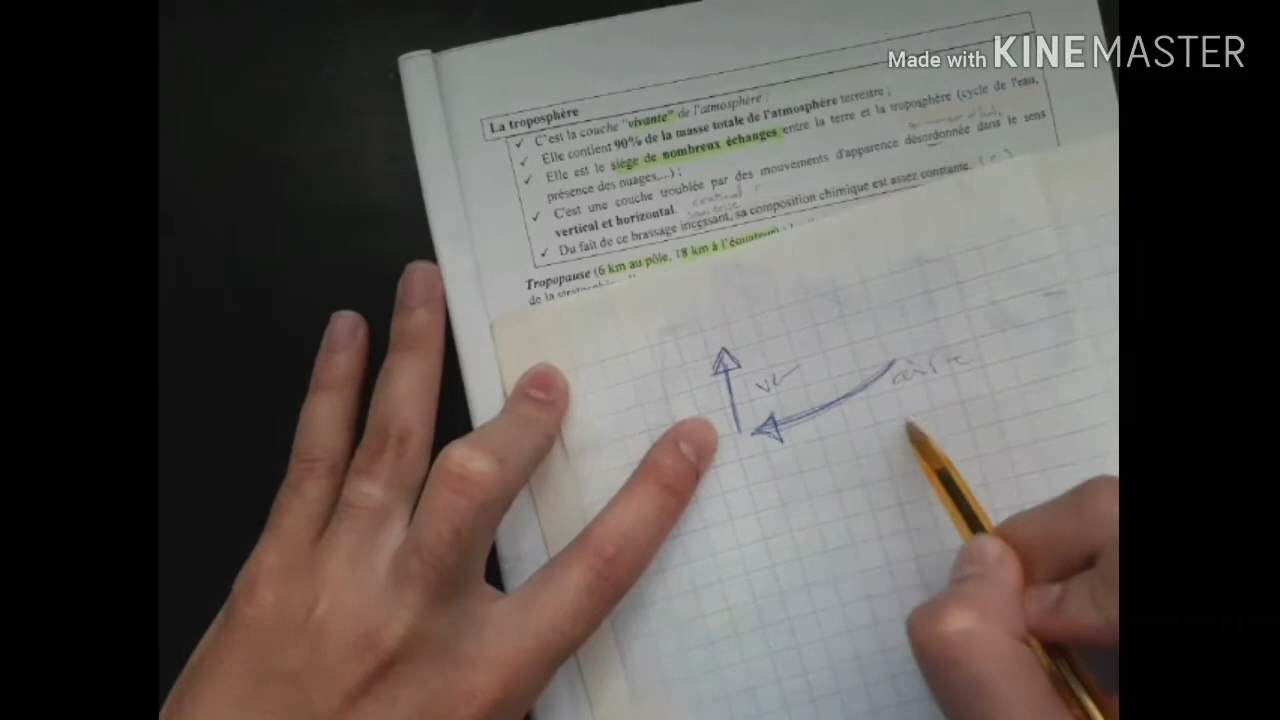 Made with KINEMASTER
La troposphère
✓ C'est la couche "vivante" de l'atmosphère ;
✓ Elle contient 90% de la masse totale de l'atmosphère terrestre ;
✓ Elle est le siège de nombreux échanges entre la terre et la troposphère (cycle de l'eau,
présence des nuages,...) ;
✓ C'est une couche troublée par des mouvements d'apparence désordonnée dans le sens
vertical et horizontal.
✓ Du fait de ce brassage incessant, sa composition chimique est assez constante.
Tropopause (6 km au pôle, 18 km à l'équateur) :
de la